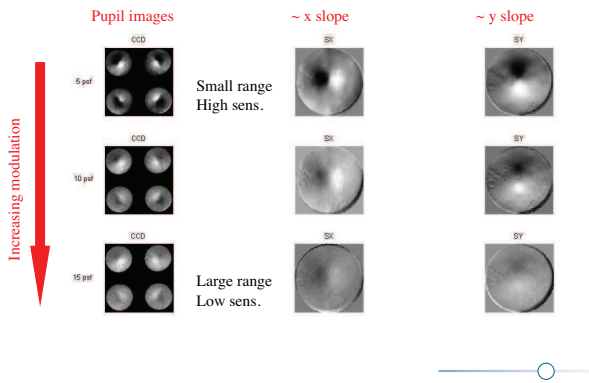 Pupil images
~ x slope
~ y slope
CCD
SX
SY
5 psf
Small range
High sens.
Increasing modulation
CCD
SX
SY
10 psf
CCD
SX
SY
15 psf
Large range
Low sens.